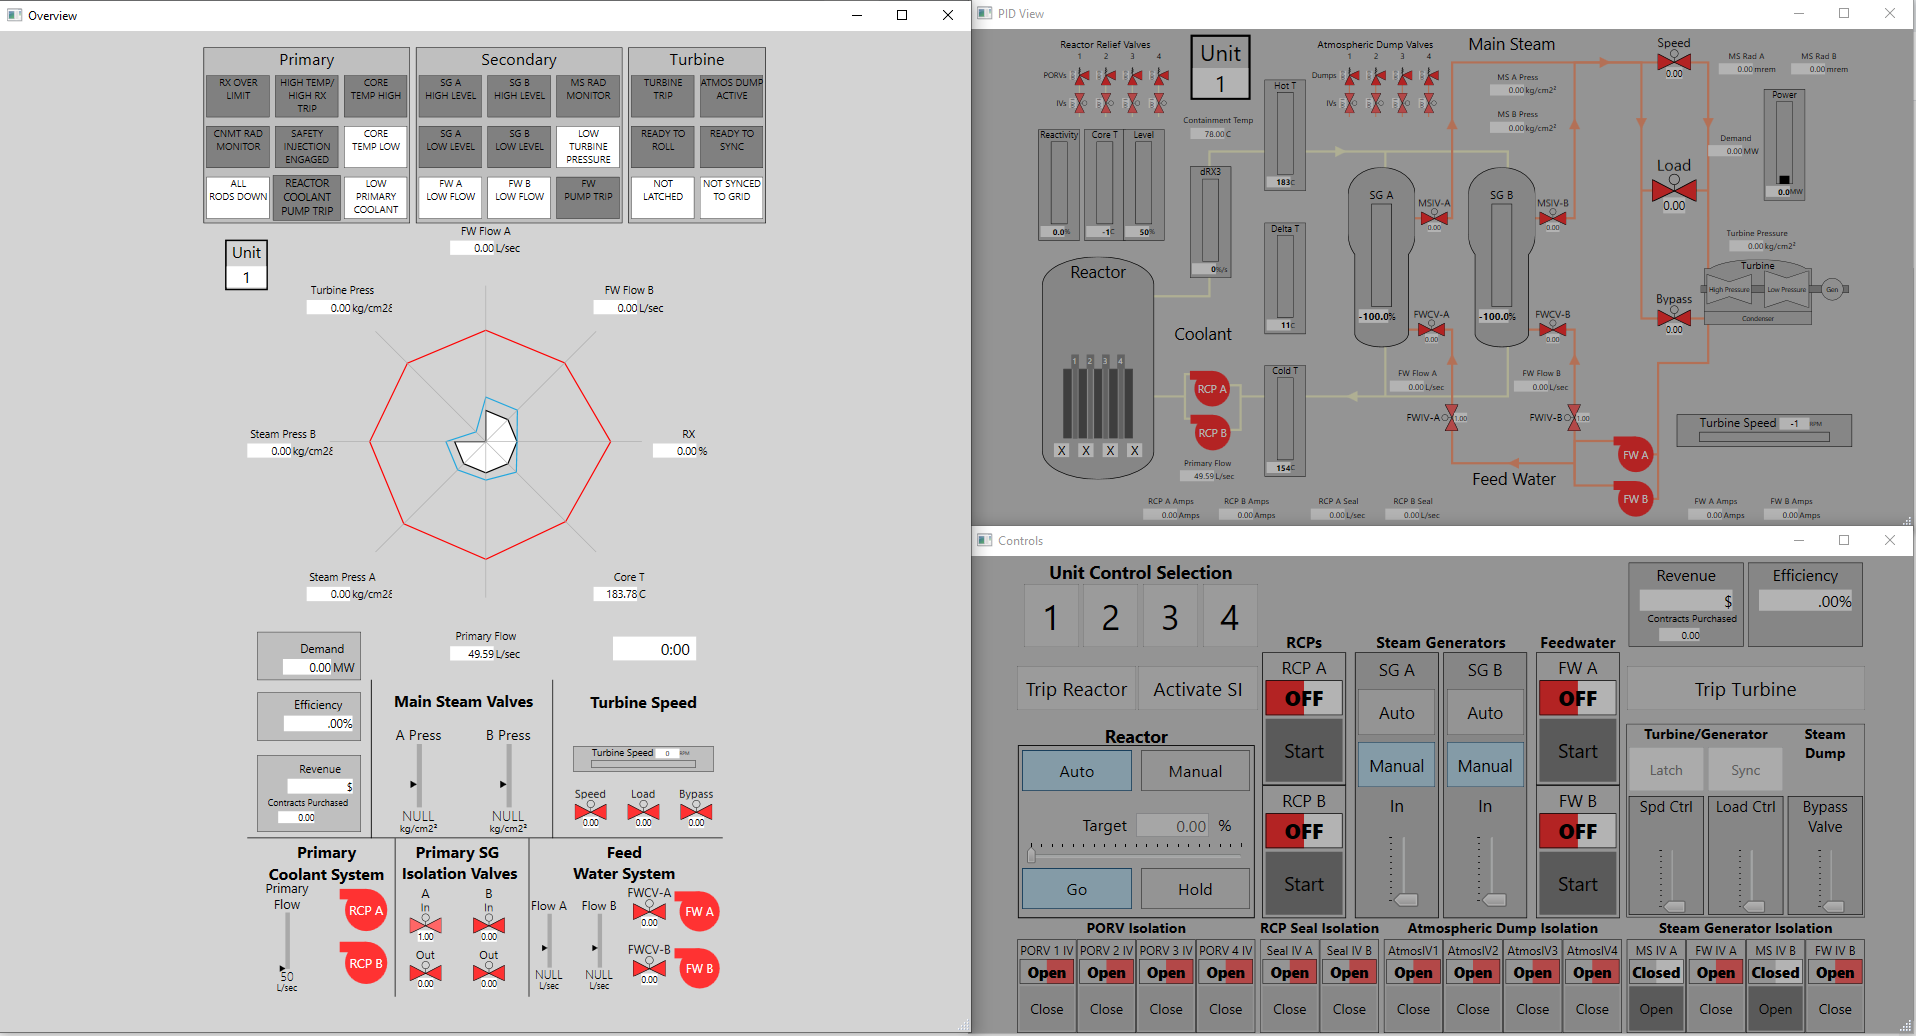 Overview
Primary
RX OVER
LIMIT
HIGH TEMP/
HIGH RX
TRIP
CORE
TEMP HIGH
CNMT RAD
MONITOR
SAFETY
INJECTION
ENGAGED
CORE
TEMP LOW
ALL
RODS DOWN
REACTOR
COOLANT
PUMP TRIP
LOW
PRIMARY
COOLANT
Secondary
SG A
HIGH LEVEL
SG B
HIGH LEVEL
MS RAD
MONITOR
SG A
LOW LEVEL
SG B
LOW LEVEL
LOW
TURBINE
PRESSURE
FW A
LOW FLOW
FW B
LOW FLOW
FW
PUMP TRIP
Turbine
TURBINE
TRIP
ATMOS DUMP
ACTIVE
READY TO
ROLL
READY TO
SYNC
NOT
LATCHED
NOT SYNCED
TO GRID
Unit
1
FW Flow A
0.00 L/sec
Turbine Press
0.00 kg/cm2&
FW Flow B
0.00 L/sec
Steam Press B
0.00 kg/cm2&
RX
0.00 %
Steam Press A
0.00 kg/cm2&
Core T
183.78 C
Primary Flow
49.59 L/sec
0:00
Demand
0.00 MW
Efficiency
.00%
Revenue
$
Contracts Purchased
0.00
Main Steam Valves
A Press
B Press
NULL
kg/cm²
NULL
kg/cm²
Turbine Speed
Turbine Speed 0 RPM
Speed
0.00
Load
0.00
Bypass
0.00
Primary
Coolant System
Primary
Flow
50
L/sec
RCP A
RCP B
Primary SG
Isolation Valves
A
In
1.00
Out
0.00
B
In
0.00
Out
0.00
Feed
Water System
Flow A
NULL
L/sec
Flow B
NULL
L/sec
FWCV-A
0.00
FWCV-B
0.00
FW A
FW B
PID View
Reactor Relief Valves
1 2 3 4
PORVs
IVs
Unit
1
Atmospheric Dump Valves
1 2 3 4
Dumps
IVs
Main Steam
Speed
0.00
MS Rad A
0.00 mrem
MS Rad B
0.00 mrem
MS A Press
0.00 kg/cm2
MS B Press
0.00 kg/cm2
Power
0.0 MW
Demand
0.00 MW
Containment Temp
78.00 C
Hot T
183 C
Reactivity
0.0 %
Core T
-1 C
Level
50 %
dRX3
0 %/s
Delta T
11 C
Cold T
154 C
SG A
-100.0%
SG B
-100.0%
MSIV-A
0.00
MSIV-B
0.00
Load
0.00
Turbine Pressure
0.00 kg/cm2
Turbine
High Pressure
Low Pressure
Gen
Condenser
Bypass
0.00
FWCV-A
0.00
FWCV-B
0.00
Reactor
1 2 3 4
X X X X
Coolant
RCP A
RCP B
Primary Flow
49.59 L/sec
FW Flow A
0.00 L/sec
FW Flow B
0.00 L/sec
FWIV-A
1.00
FWIV-B
1.00
Turbine Speed -1 RPM
Feed Water
FW A
FW B
RCP A Amps
0.00 Amps
RCP B Amps
0.00 Amps
RCP A Seal
0.00 L/sec
RCP B Seal
0.00 L/sec
FW A Amps
0.00 Amps
FW B Amps
0.00 Amps
Controls
Unit Control Selection
1 2 3 4
Trip Reactor
Activate SI
Reactor
Auto
Manual
Target 0.00 %
Go
Hold
RCPs
RCP A
OFF
Start
RCP B
OFF
Start
Steam Generators
SG A
Auto
Manual
In
SG B
Auto
Manual
In
Feedwater
FW A
OFF
Start
FW B
OFF
Start
Revenue
$
Contracts Purchased
0.00
Efficiency
.00%
Trip Turbine
Turbine/Generator
Latch
Sync
Spd Ctrl
Load Ctrl
Steam
Dump
Bypass
Valve
PORV Isolation
PORV 1 IV
Open
Close
PORV 2 IV
Open
Close
PORV 3 IV
Open
Close
PORV 4 IV
Open
Close
RCP Seal Isolation
Seal IV A
Open
Close
Seal IV B
Open
Close
Atmospheric Dump Isolation
AtmosIV1
Open
Close
AtmosIV2
Open
Close
AtmosIV3
Open
Close
AtmosIV4
Open
Close
Steam Generator Isolation
MS IV A
Closed
Open
FW IV A
Open
Close
MS IV B
Closed
Open
FW IV B
Open
Close